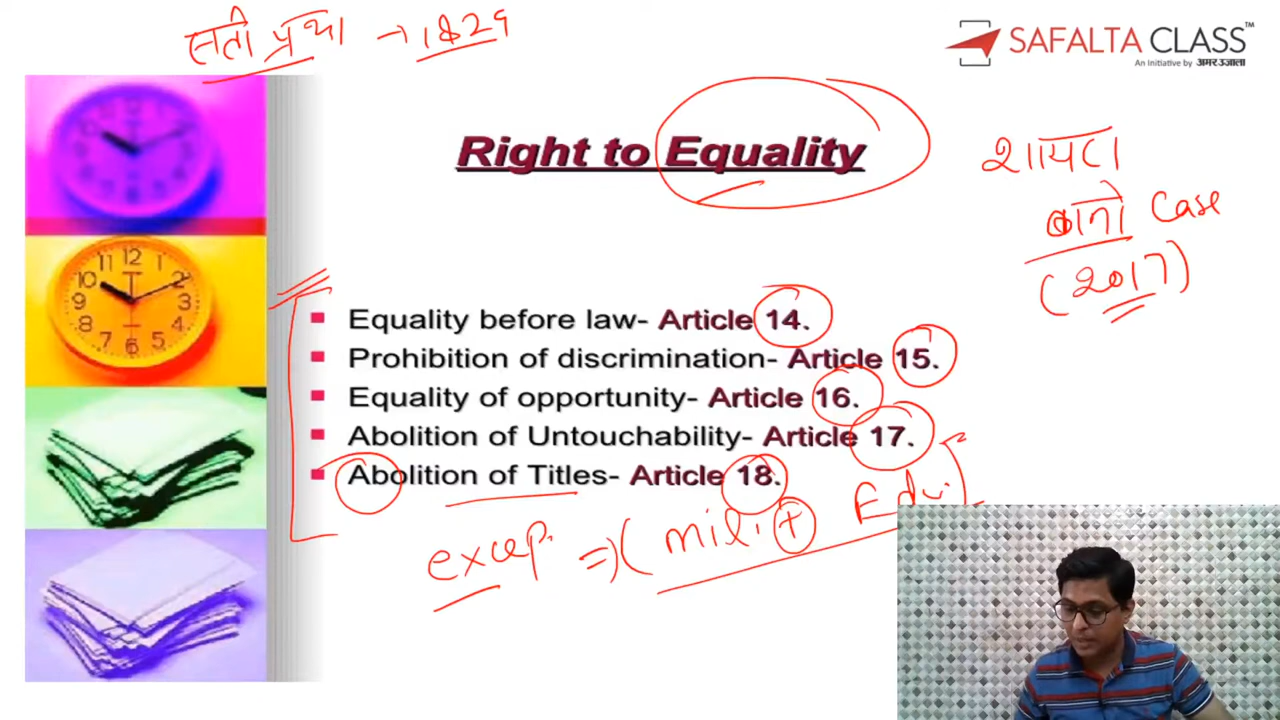 सती प्रथा → 1829
SAFALTA CLASS™
An Initiative by अमर उजाला
Right to Equality
शायरा
बानो Case
(2017)
Equality before law- Article 14.
Prohibition of discrimination- Article 15.
Equality of opportunity- Article 16.
Abolition of Untouchability- Article 17.
Abolition of Titles- Article 18.
excep. ⇒ (mili. + Edu.)